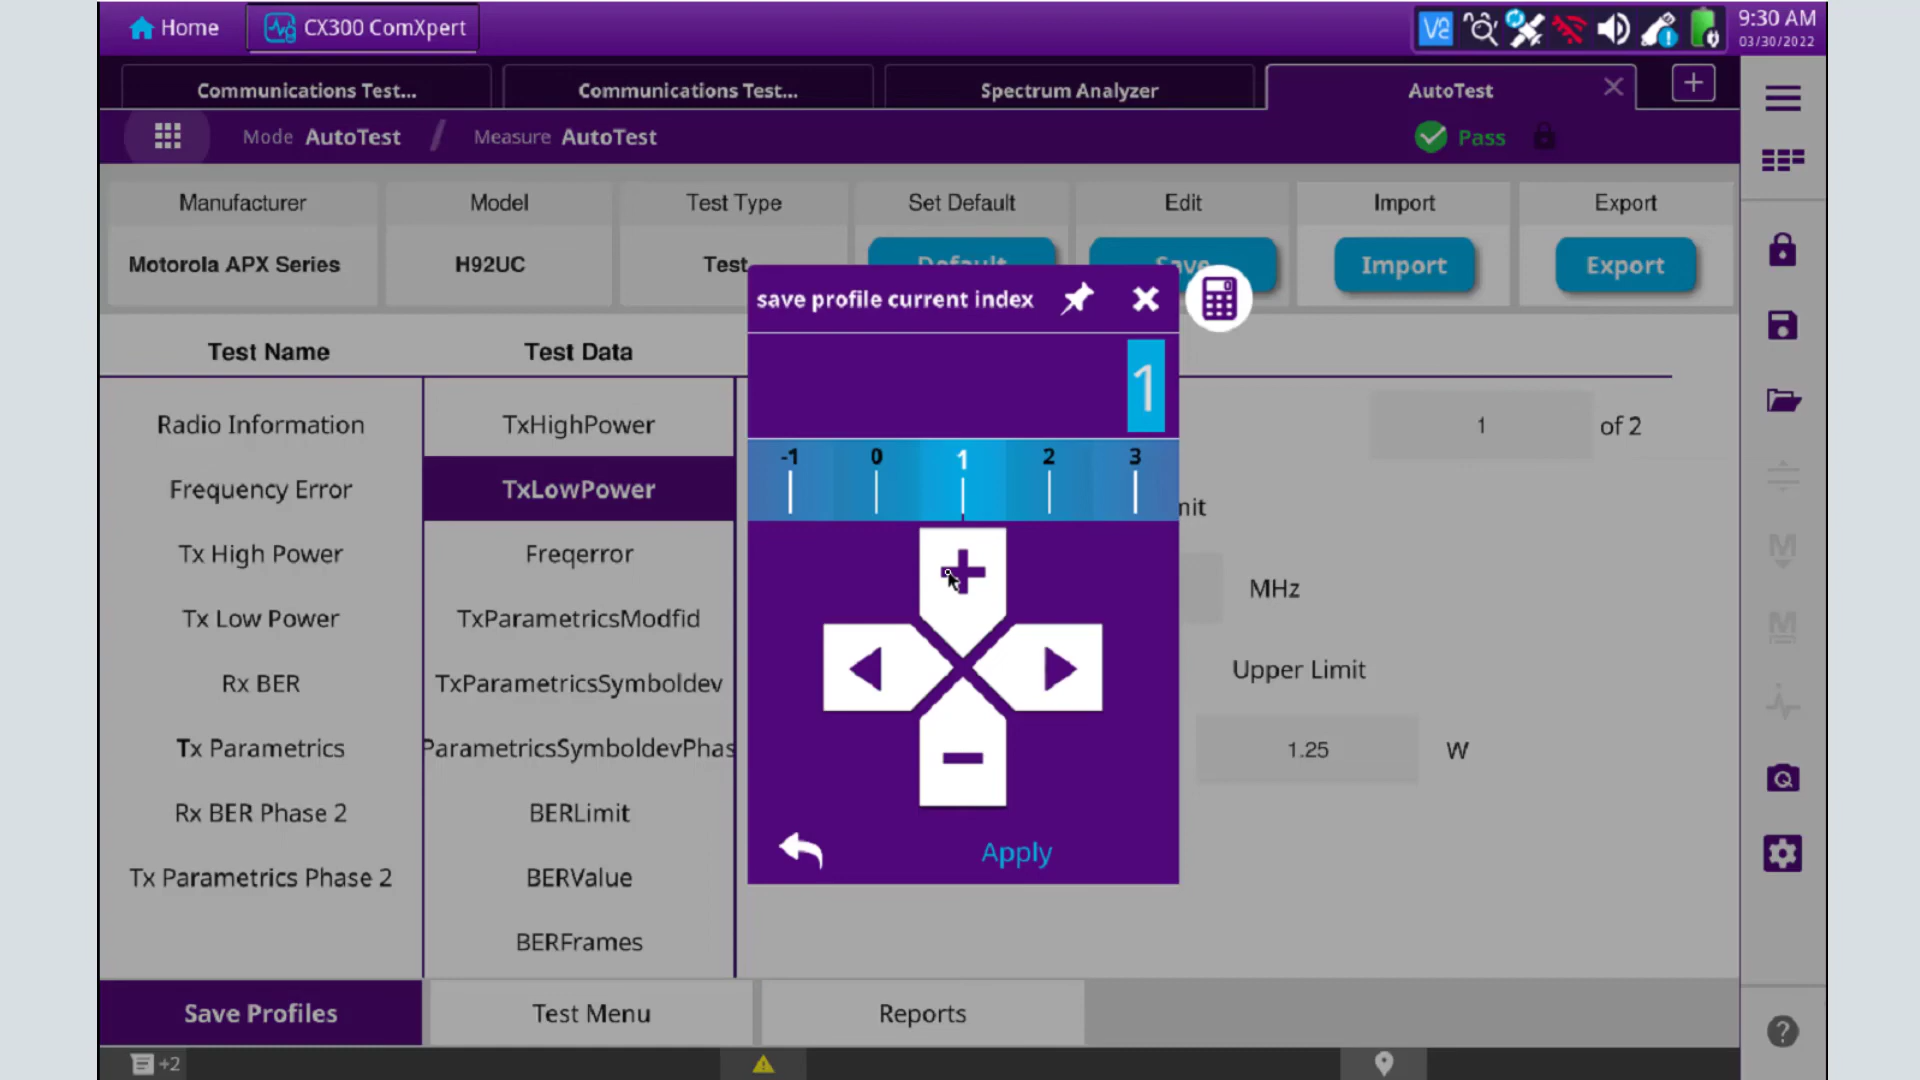 Home
CX300 ComXpert
9:30 AM
03/30/2022
Communications Test...
Communications Test...
Spectrum Analyzer
AutoTest
Mode AutoTest / Measure AutoTest
Pass
Manufacturer
Model
Test Type
Set Default
Edit
Import
Export
Motorola APX Series
H92UC
Test
Default
Save
Import
Export
save profile current index
1
-1 0 1 2 3
Apply
Test Name
Test Data
Radio Information
Frequency Error
Tx High Power
Tx Low Power
Rx BER
Tx Parametrics
Rx BER Phase 2
Tx Parametrics Phase 2
TxHighPower
TxLowPower
Freqerror
TxParametricsModfid
TxParametricsSymboldev
ParametricsSymboldevPhas
BERLimit
BERValue
BERFrames
1 of 2
nit
MHz
Upper Limit
1.25 W
M
M
Save Profiles
Test Menu
Reports
+2